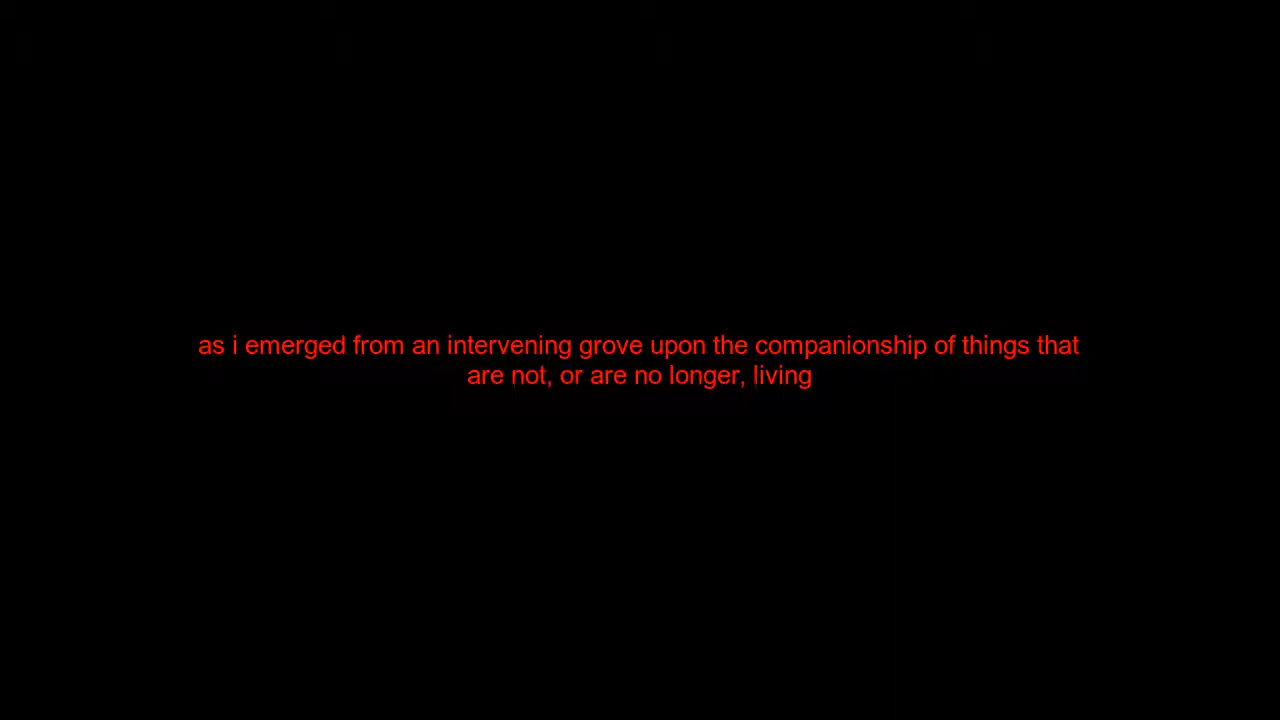 as i emerged from an intervening grove upon the companionship of things that
are not, or are no longer, living